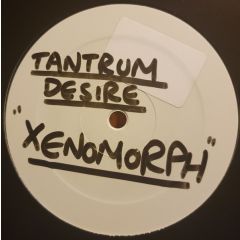 TANTRUM
DESIRE
"XENOMORPH"